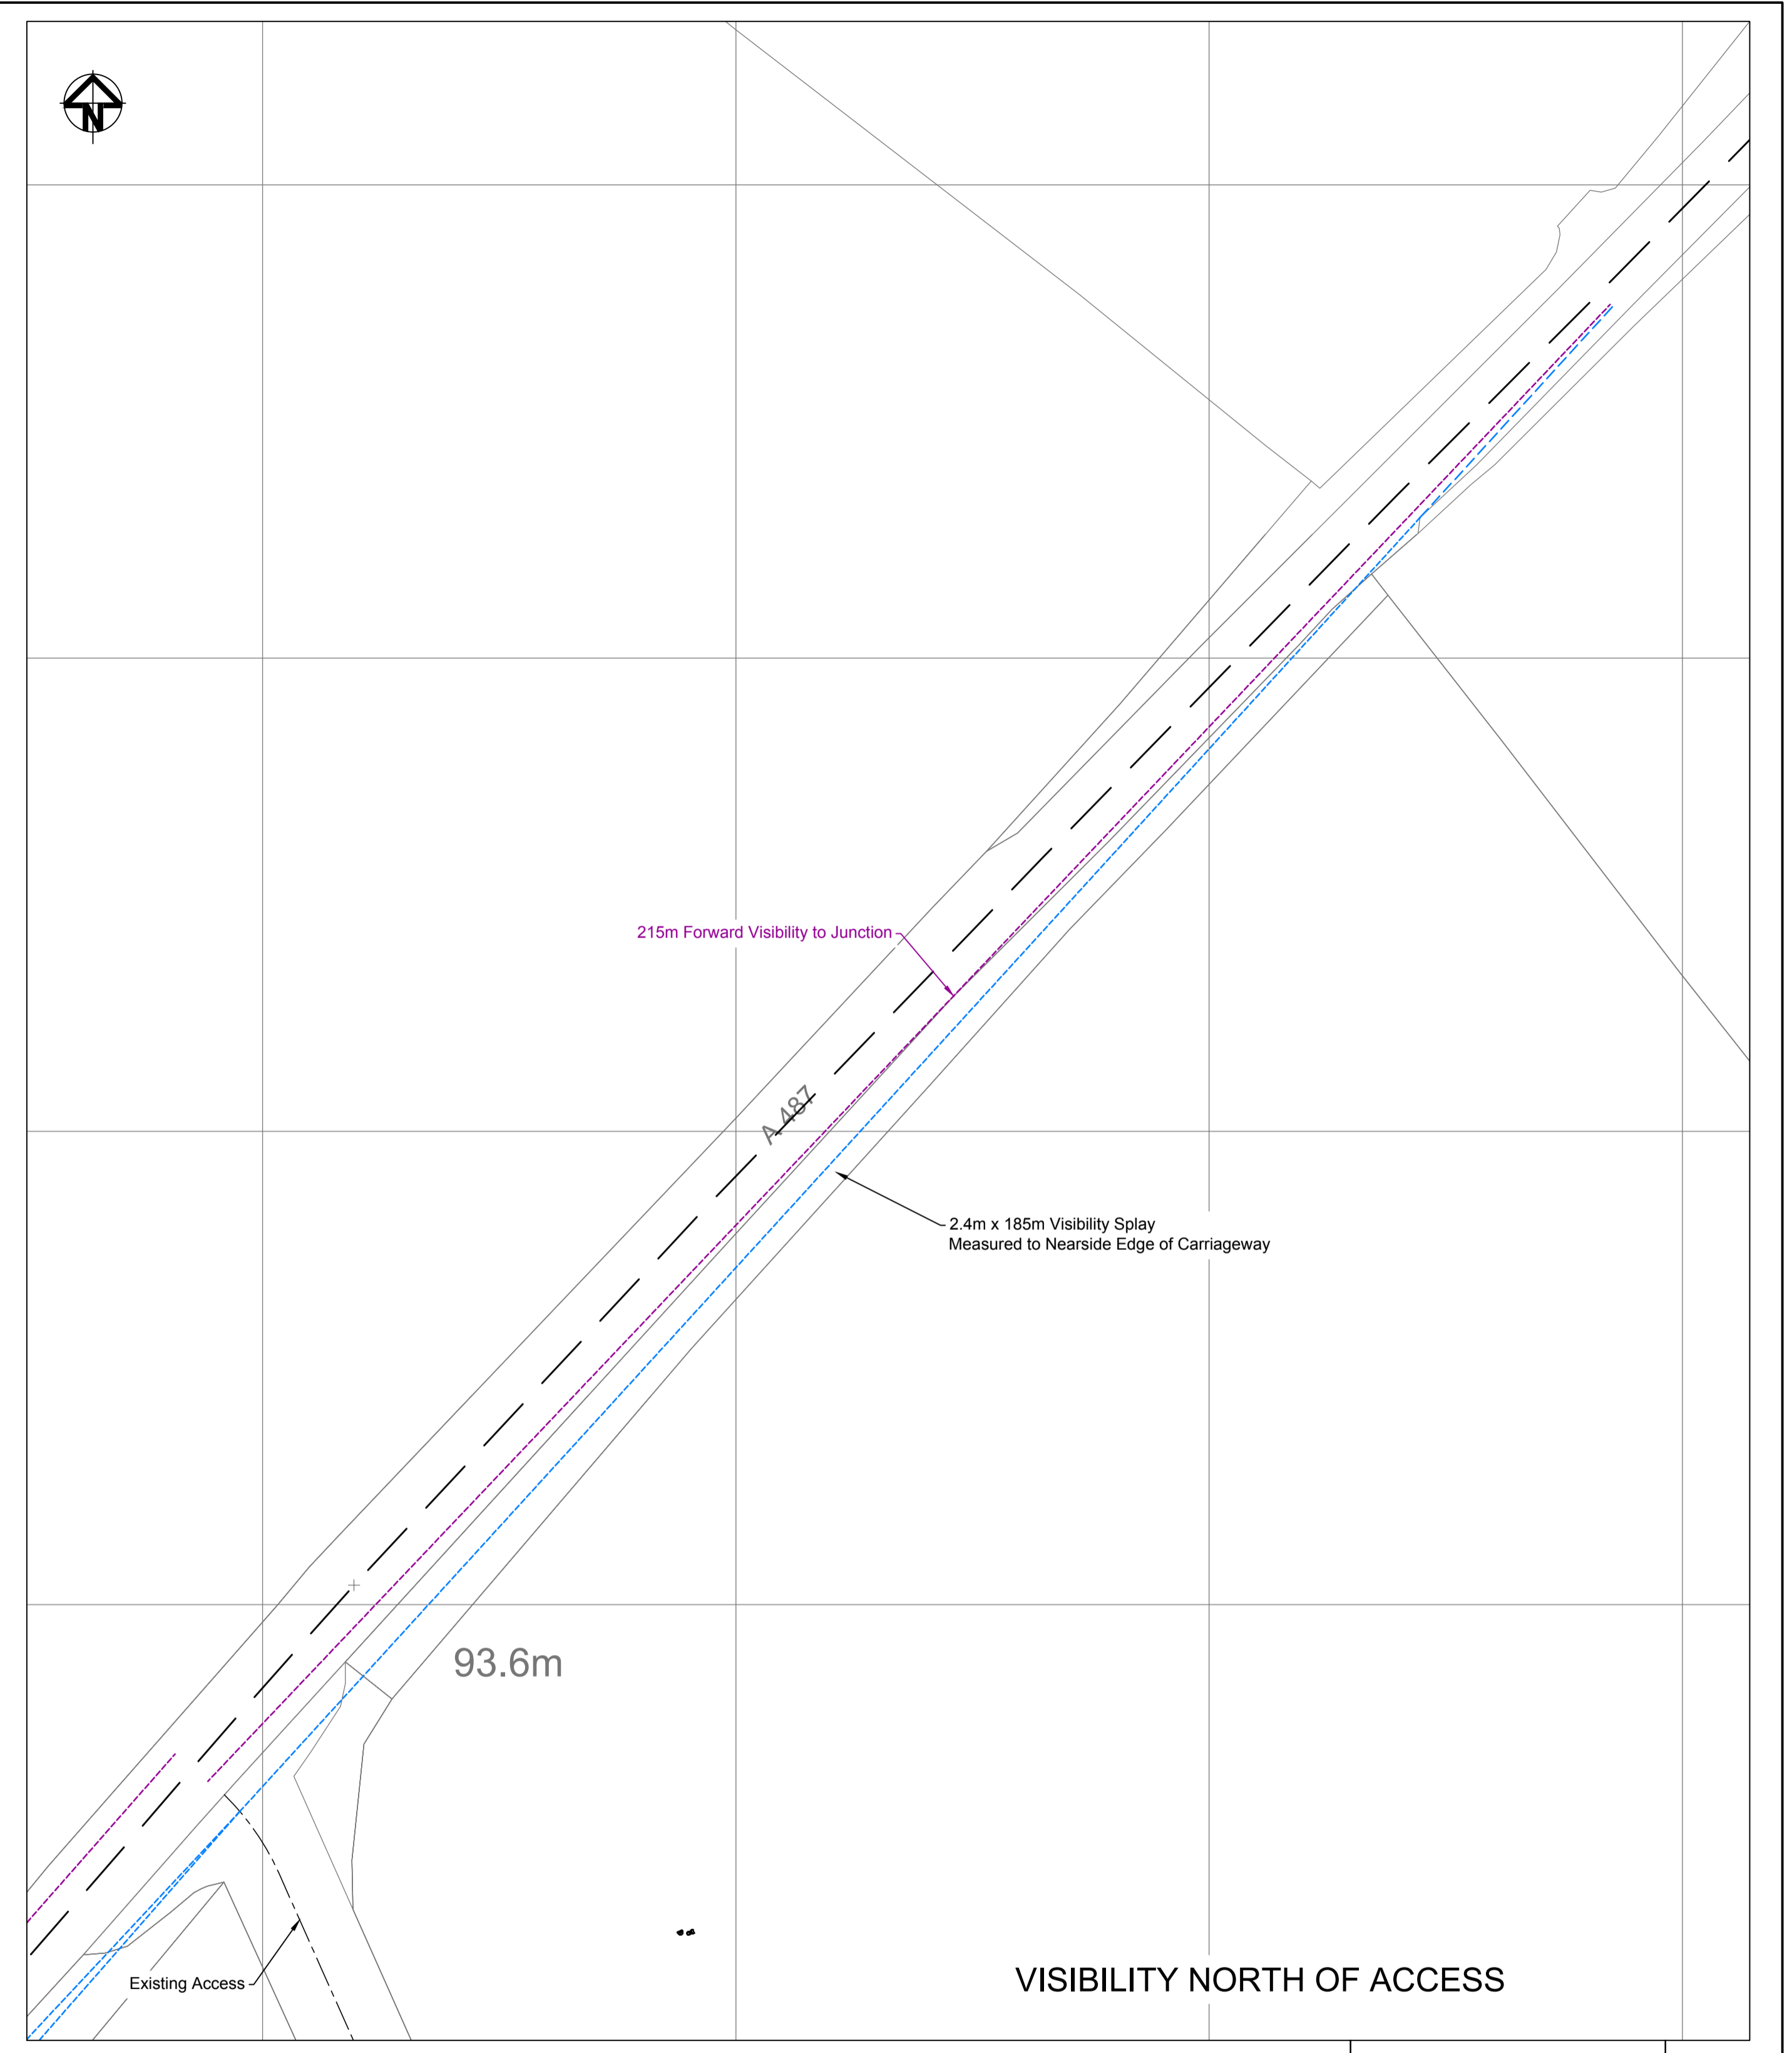 N
215m Forward Visibility to Junction
A 487
2.4m x 185m Visibility Splay
Measured to Nearside Edge of Carriageway
93.6m
Existing Access
VISIBILITY NORTH OF ACCESS